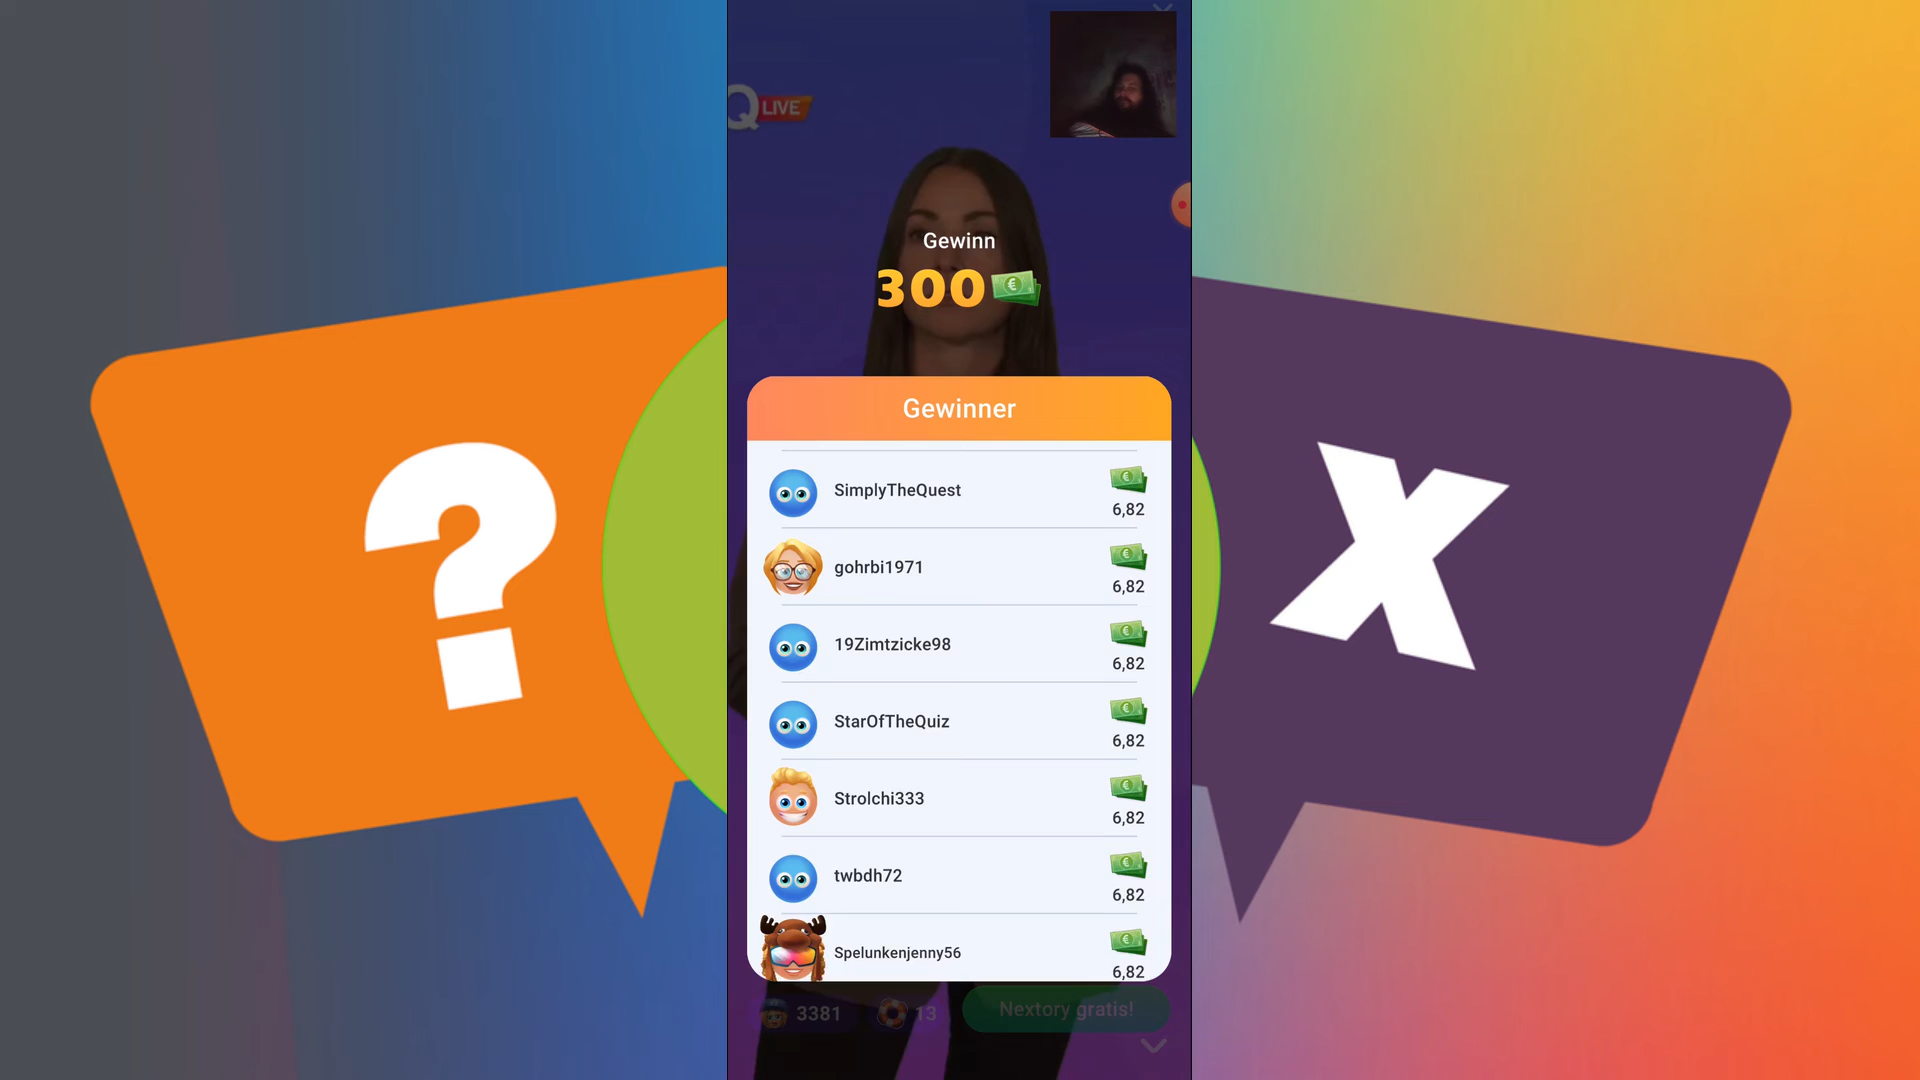 ?
X
Q LIVE
Gewinn
300
Gewinner
SimplyTheQuest
6,82
gohrbi1971
6,82
19Zimtzicke98
6,82
StarOfTheQuiz
6,82
Strolchi333
6,82
twbdh72
6,82
Spelunkenjenny56
6,82
3381
13
Nextory gratis!